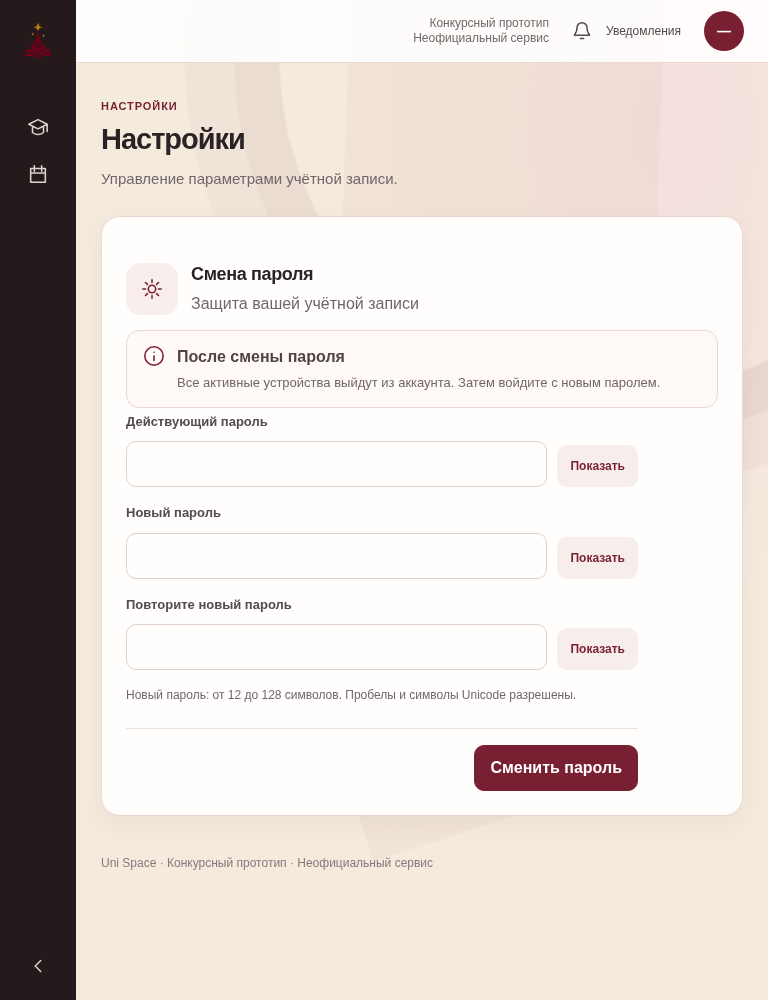 Конкурсный прототип
Неофициальный сервис
Уведомления
НАСТРОЙКИ
Настройки
Управление параметрами учётной записи.
Смена пароля
Защита вашей учётной записи
После смены пароля
Все активные устройства выйдут из аккаунта. Затем войдите с новым паролем.
Действующий пароль
Показать
Новый пароль
Показать
Повторите новый пароль
Показать
Новый пароль: от 12 до 128 символов. Пробелы и символы Unicode разрешены.
Сменить пароль
Uni Space · Конкурсный прототип · Неофициальный сервис